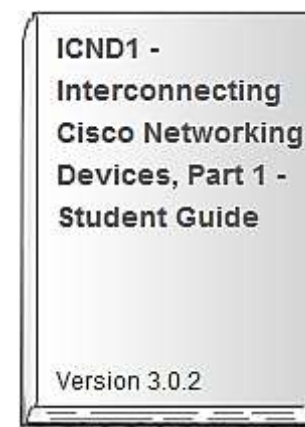 ICND1 -
Interconnecting
Cisco Networking
Devices, Part 1 -
Student Guide
Version 3.0.2